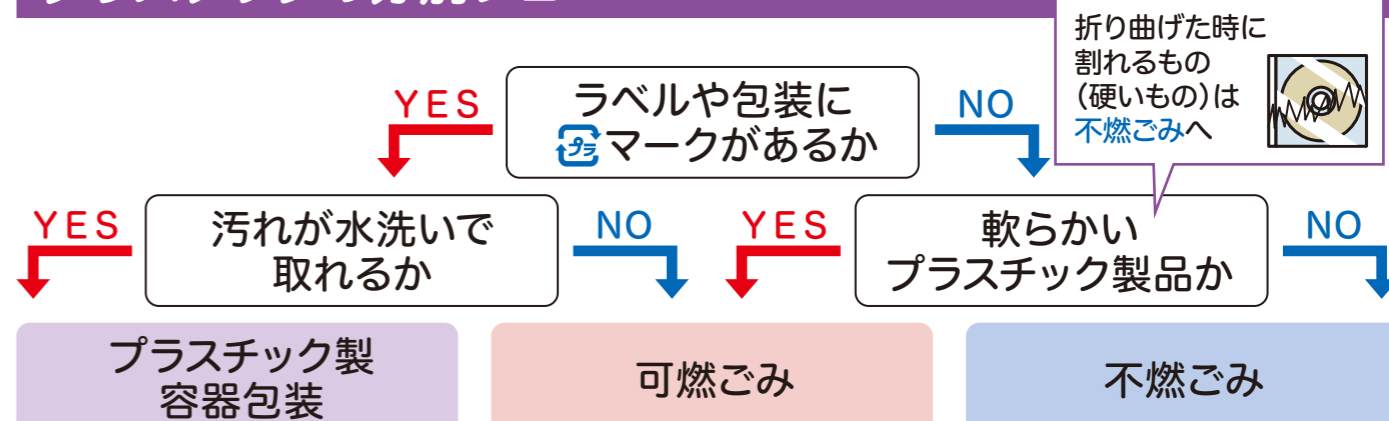 折り曲げた時に
割れるもの
(硬いもの)は
不燃ごみへ
YES
ラベルや包装に
プラマークがあるか
NO
YES
汚れが水洗いで
取れるか
NO
YES
軟らかい
プラスチック製品か
NO
プラスチック製
容器包装
可燃ごみ
不燃ごみ